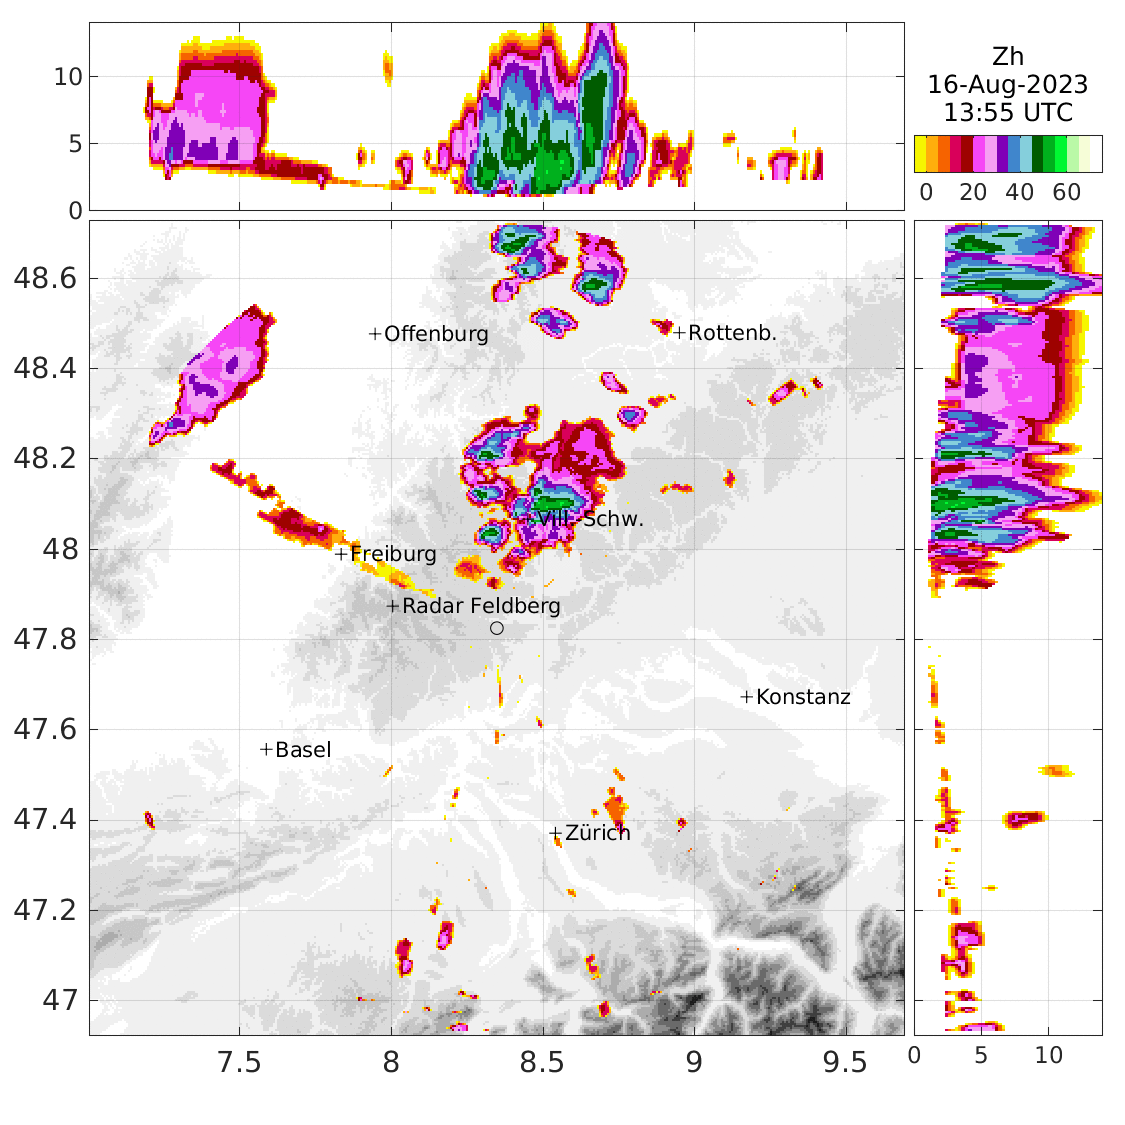 10
5
0
Zh
16-Aug-2023
13:55 UTC
0 20 40 60
48.6
48.4
48.2
48
47.8
47.6
47.4
47.2
47
+Offenburg
+Rottenb.
+Vill.-Schw.
+Freiburg
+Radar Feldberg
+Konstanz
+Basel
+Zürich
7.5 8 8.5 9 9.5
0 5 10